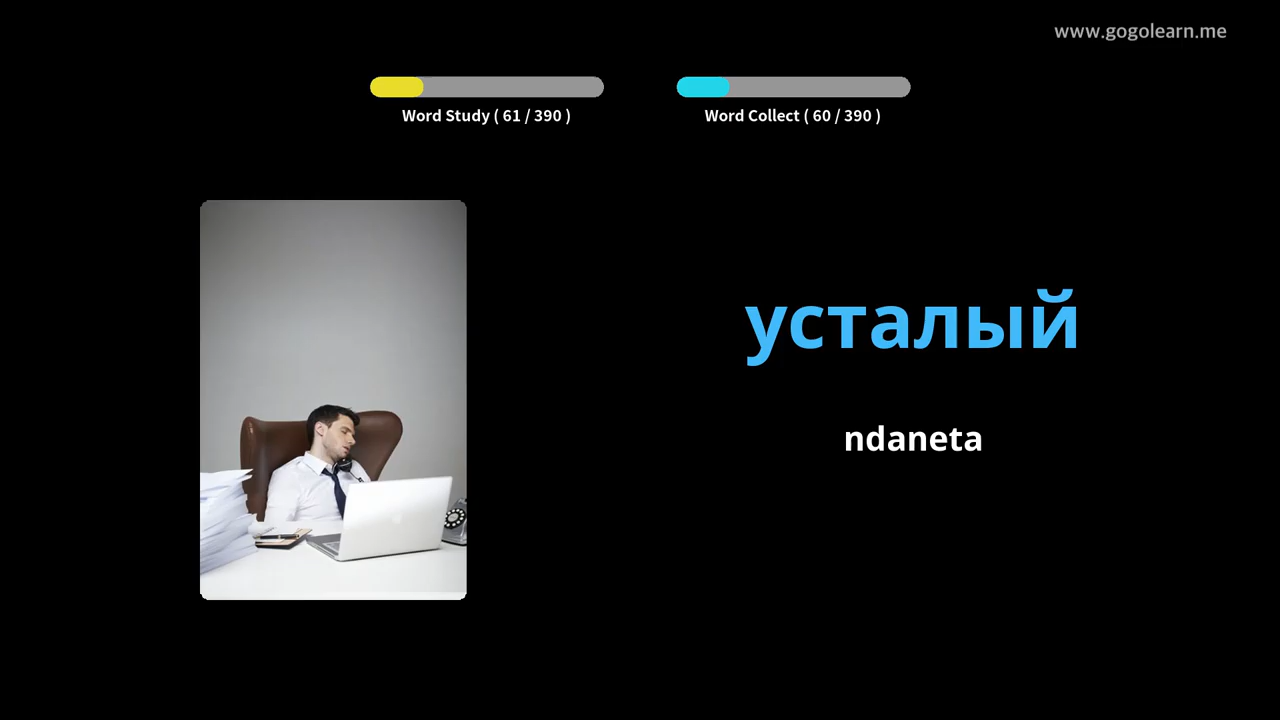 www.gogolearn.me
Word Study ( 61 / 390 )
Word Collect ( 60 / 390 )
усталый
ndaneta